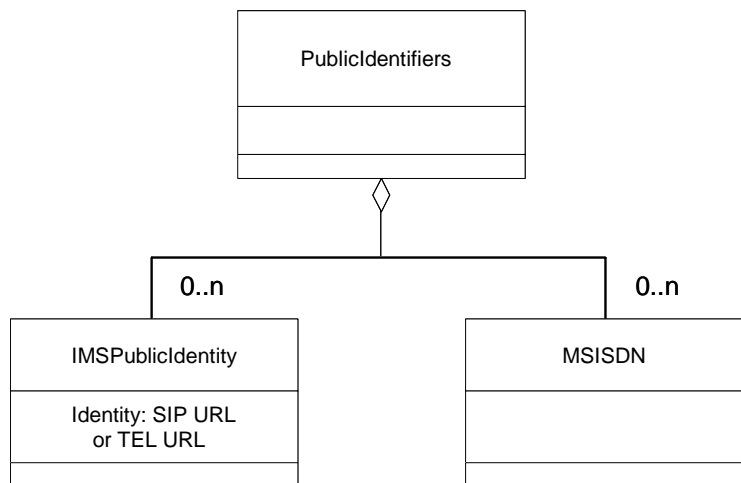 PublicIdentifiers
0..n
0..n
IMSPublicIdentity
MSISDN
Identity: SIP URL
or TEL URL